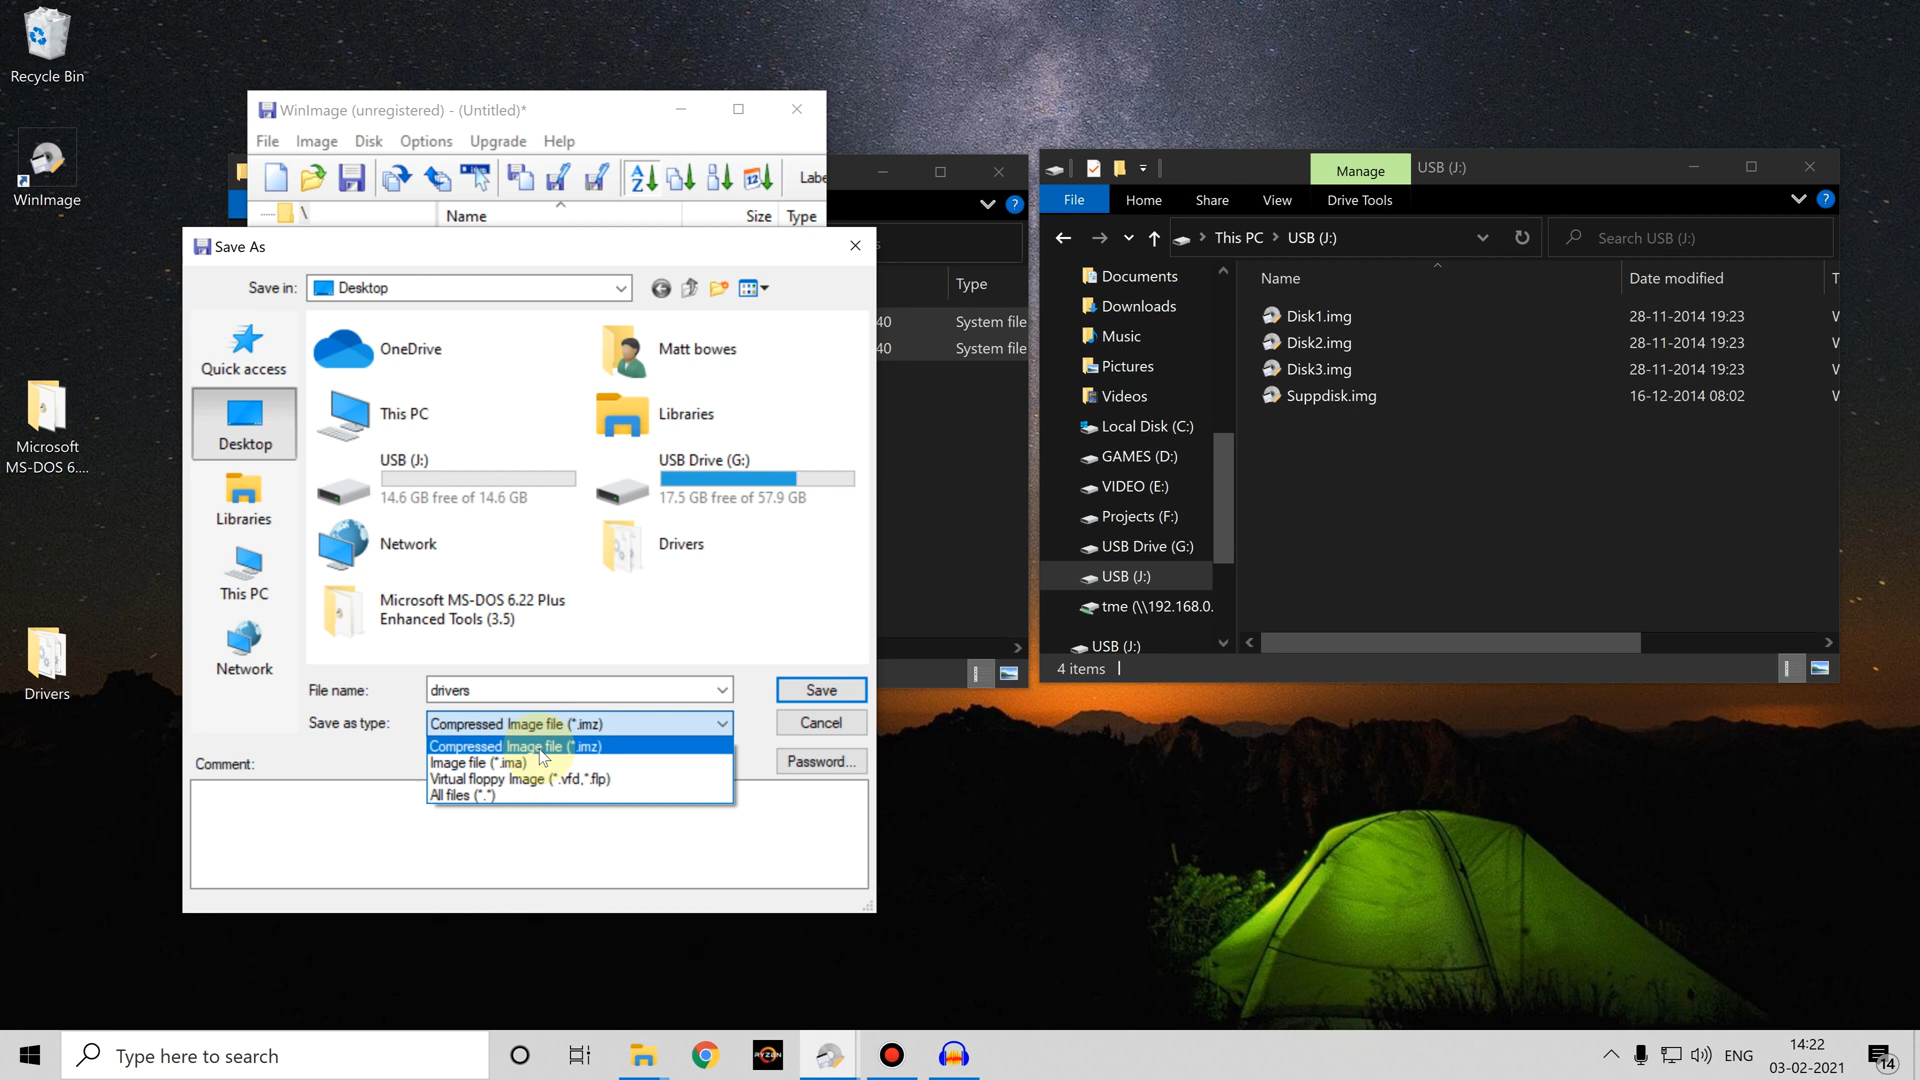 Recycle Bin
WinImage
Microsoft
MS-DOS 6....
Drivers
WinImage (unregistered) - (Untitled)*
File Image Disk Options Upgrade Help
\ Name Size Type
Save As
Save in: Desktop
Quick access
Desktop
Libraries
This PC
Network
OneDrive
Matt bowes
This PC
Libraries
USB (J:)
14.6 GB free of 14.6 GB
USB Drive (G:)
17.5 GB free of 57.9 GB
Network
Drivers
Microsoft MS-DOS 6.22 Plus
Enhanced Tools (3.5)
File name: drivers Save
Save as type: Compressed Image file (*.imz) Cancel
Compressed Image file (*.imz)
Image file (*.ima)
Virtual floppy Image (*.vfd,*.flp)
All files (*.*)
Comment: Password...
Type
40 System file
40 System file
Manage USB (J:)
File Home Share View Drive Tools
This PC USB (J:) Search USB (J:)
Documents
Downloads
Music
Pictures
Videos
Local Disk (C:)
GAMES (D:)
VIDEO (E:)
Projects (F:)
USB Drive (G:)
USB (J:)
tme (\\192.168.0.
USB (J:)
Name Date modified
Disk1.img 28-11-2014 19:23
Disk2.img 28-11-2014 19:23
Disk3.img 28-11-2014 19:23
Suppdisk.img 16-12-2014 08:02
4 items
Type here to search
RYZEN
ENG
14:22
03-02-2021
14